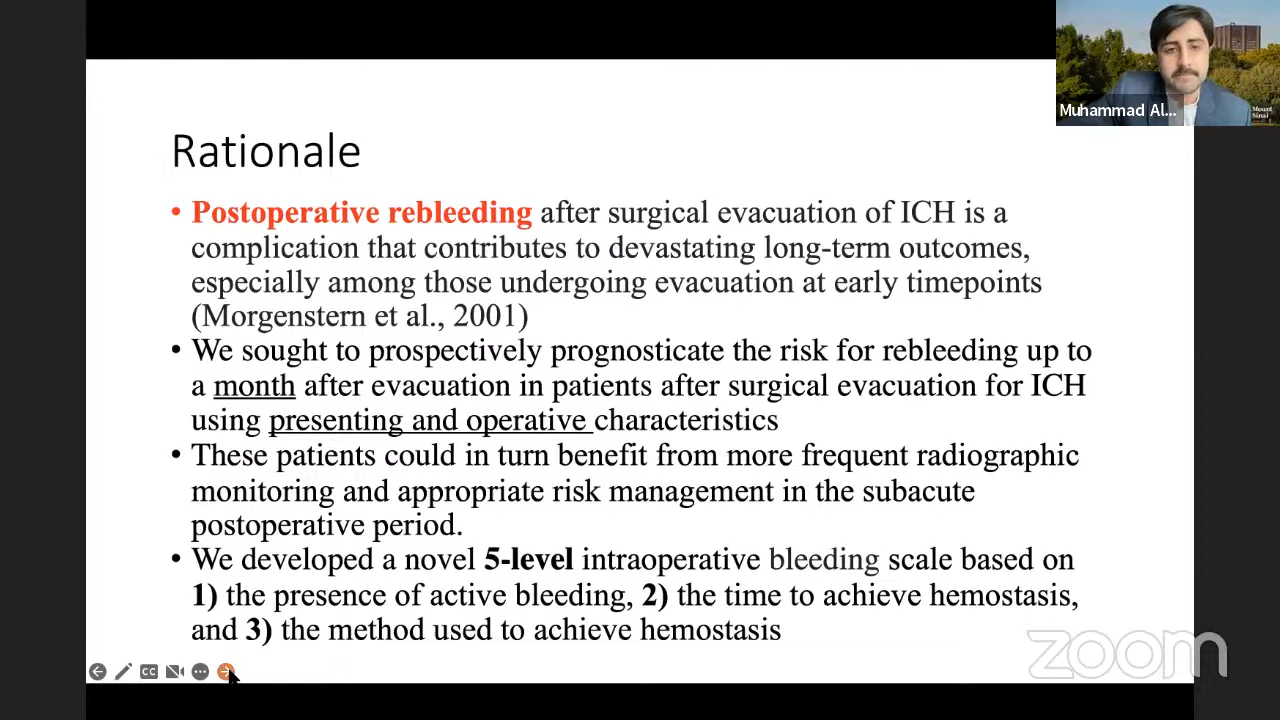 Muhammad Al...
Mount
Sinai
Rationale
• Postoperative rebleeding after surgical evacuation of ICH is a
complication that contributes to devastating long-term outcomes,
especially among those undergoing evacuation at early timepoints
(Morgenstern et al., 2001)
• We sought to prospectively prognosticate the risk for rebleeding up to
a month after evacuation in patients after surgical evacuation for ICH
using presenting and operative characteristics
• These patients could in turn benefit from more frequent radiographic
monitoring and appropriate risk management in the subacute
postoperative period.
• We developed a novel 5-level intraoperative bleeding scale based on
1) the presence of active bleeding, 2) the time to achieve hemostasis,
and 3) the method used to achieve hemostasis
CC
zoom